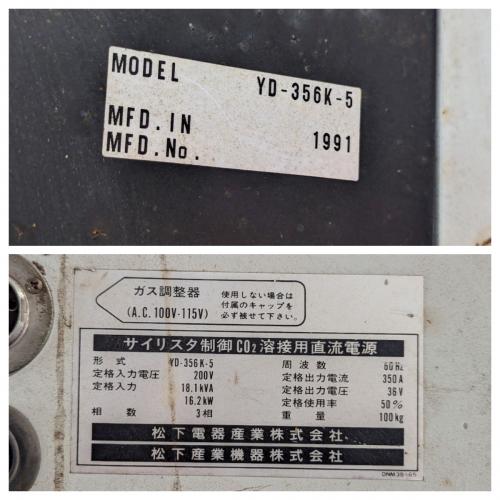 MODEL YD-356K-5
MFD. IN 1991
MFD. No.
ガス調整器
(A.C. 100V-115V)
使用しない場合は
付属のキャップを
必ず被せて下さい。
サイリスタ制御CO₂溶接用直流電源
形式 YD-356K-5 周波数 60Hz
定格入力電圧 200V 定格出力電流 350A
定格入力 18.1kVA 定格出力電圧 36V
16.2kW 定格使用率 50%
相数 3相 重量 100kg
松下電器産業株式会社
松下産業機器株式会社